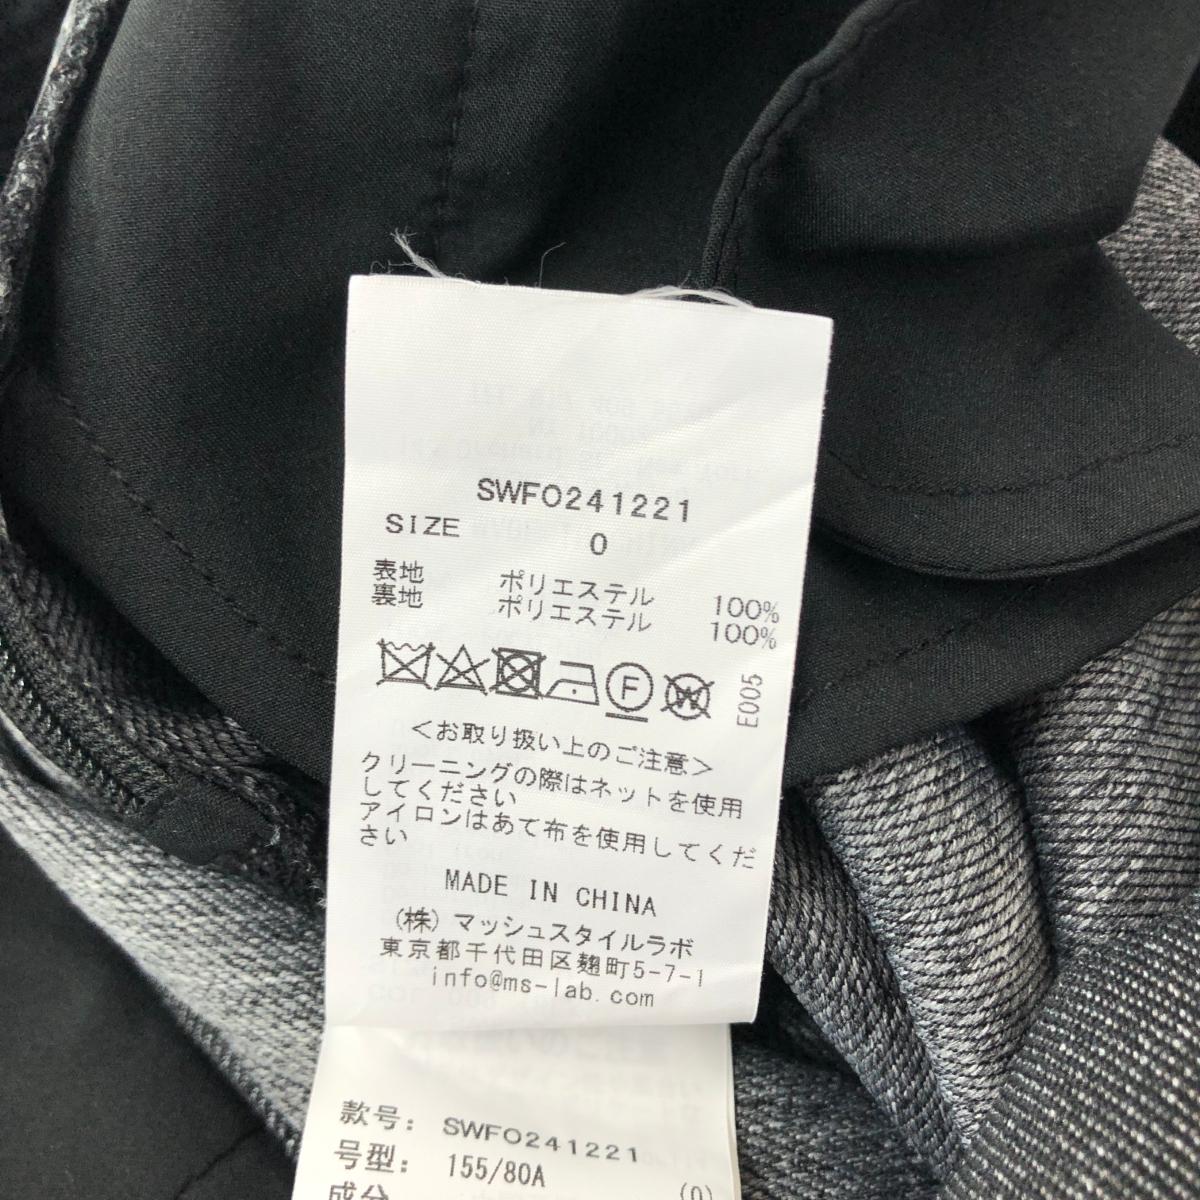 SWFO241221
SIZE 0
表地 ポリエステル 100%
裏地 ポリエステル 100%
F W E005
<お取り扱い上のご注意>
クリーニングの際はネットを使用
してください
アイロンはあて布を使用してくだ
さい
MADE IN CHINA
(株)マッシュスタイルラボ
東京都千代田区麹町5-7-1
info@ms-lab.com
款号: SWFO241221
号型: 155/80A (0)
成分